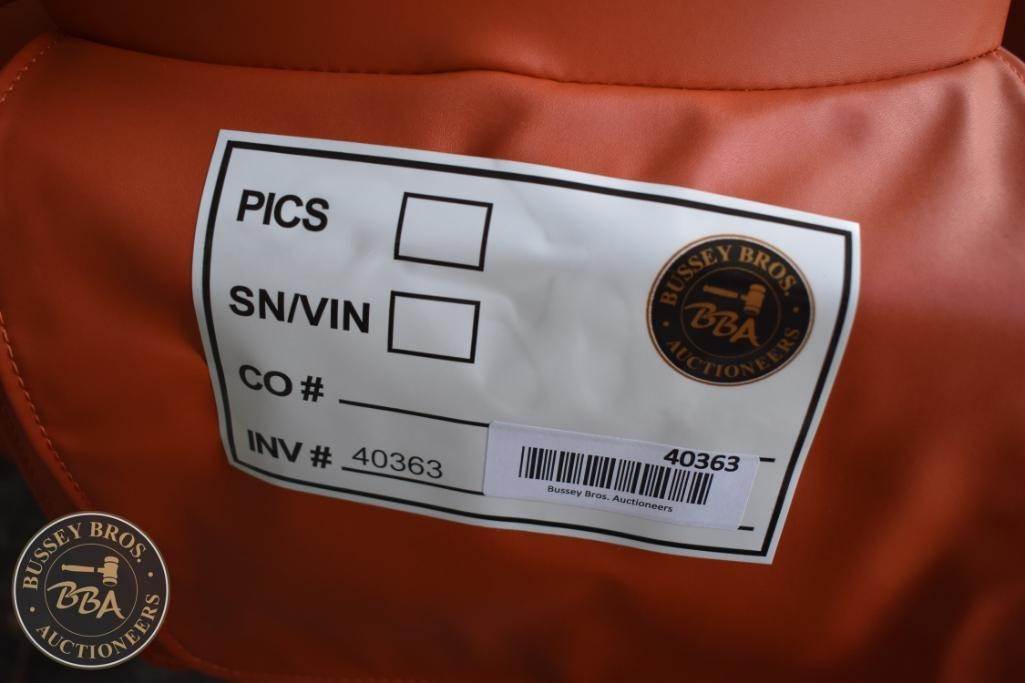 PICS
SN/VIN
CO #
INV # 40363
BUSSEY BROS.
BBA
AUCTIONEERS
40363
Bussey Bros. Auctioneers
BUSSEY BROS.
BBA
AUCTIONEERS